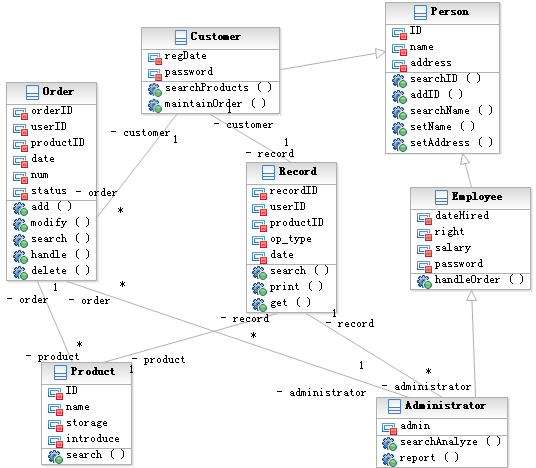 Person
ID
name
address
searchID ( )
addID ( )
searchName ( )
setName ( )
setAddress ( )
Customer
regDate
password
searchProducts ( )
maintainOrder ( )
Order
orderID
userID
productID
date
num
status
add ( )
modify ( )
search ( )
handle ( )
delete ( )
- customer
1
- order
*
1
- customer
1
- record
Record
recordID
userID
productID
op_type
date
search ( )
print ( )
get ( )
Employee
dateHired
right
salary
password
handleOrder ( )
1
- order
*
- product
- order
*
1
- administrator
- record
*
1
- product
1
- record
*
- administrator
Product
ID
name
storage
introduce
search ( )
Administrator
admin
searchAnalyze ( )
report ( )